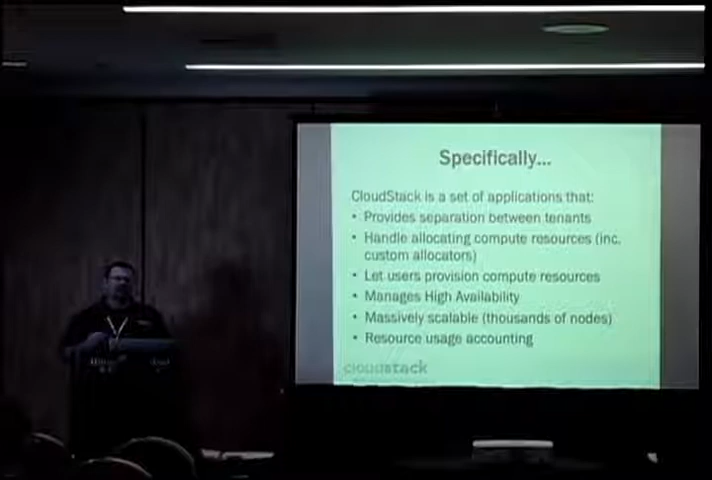 Specifically...
CloudStack is a set of applications that:
• Provides separation between tenants
• Handle allocating compute resources (inc.
custom allocators)
• Let users provision compute resources
• Manages High Availability
• Massively scalable (thousands of nodes)
• Resource usage accounting
cloudstack